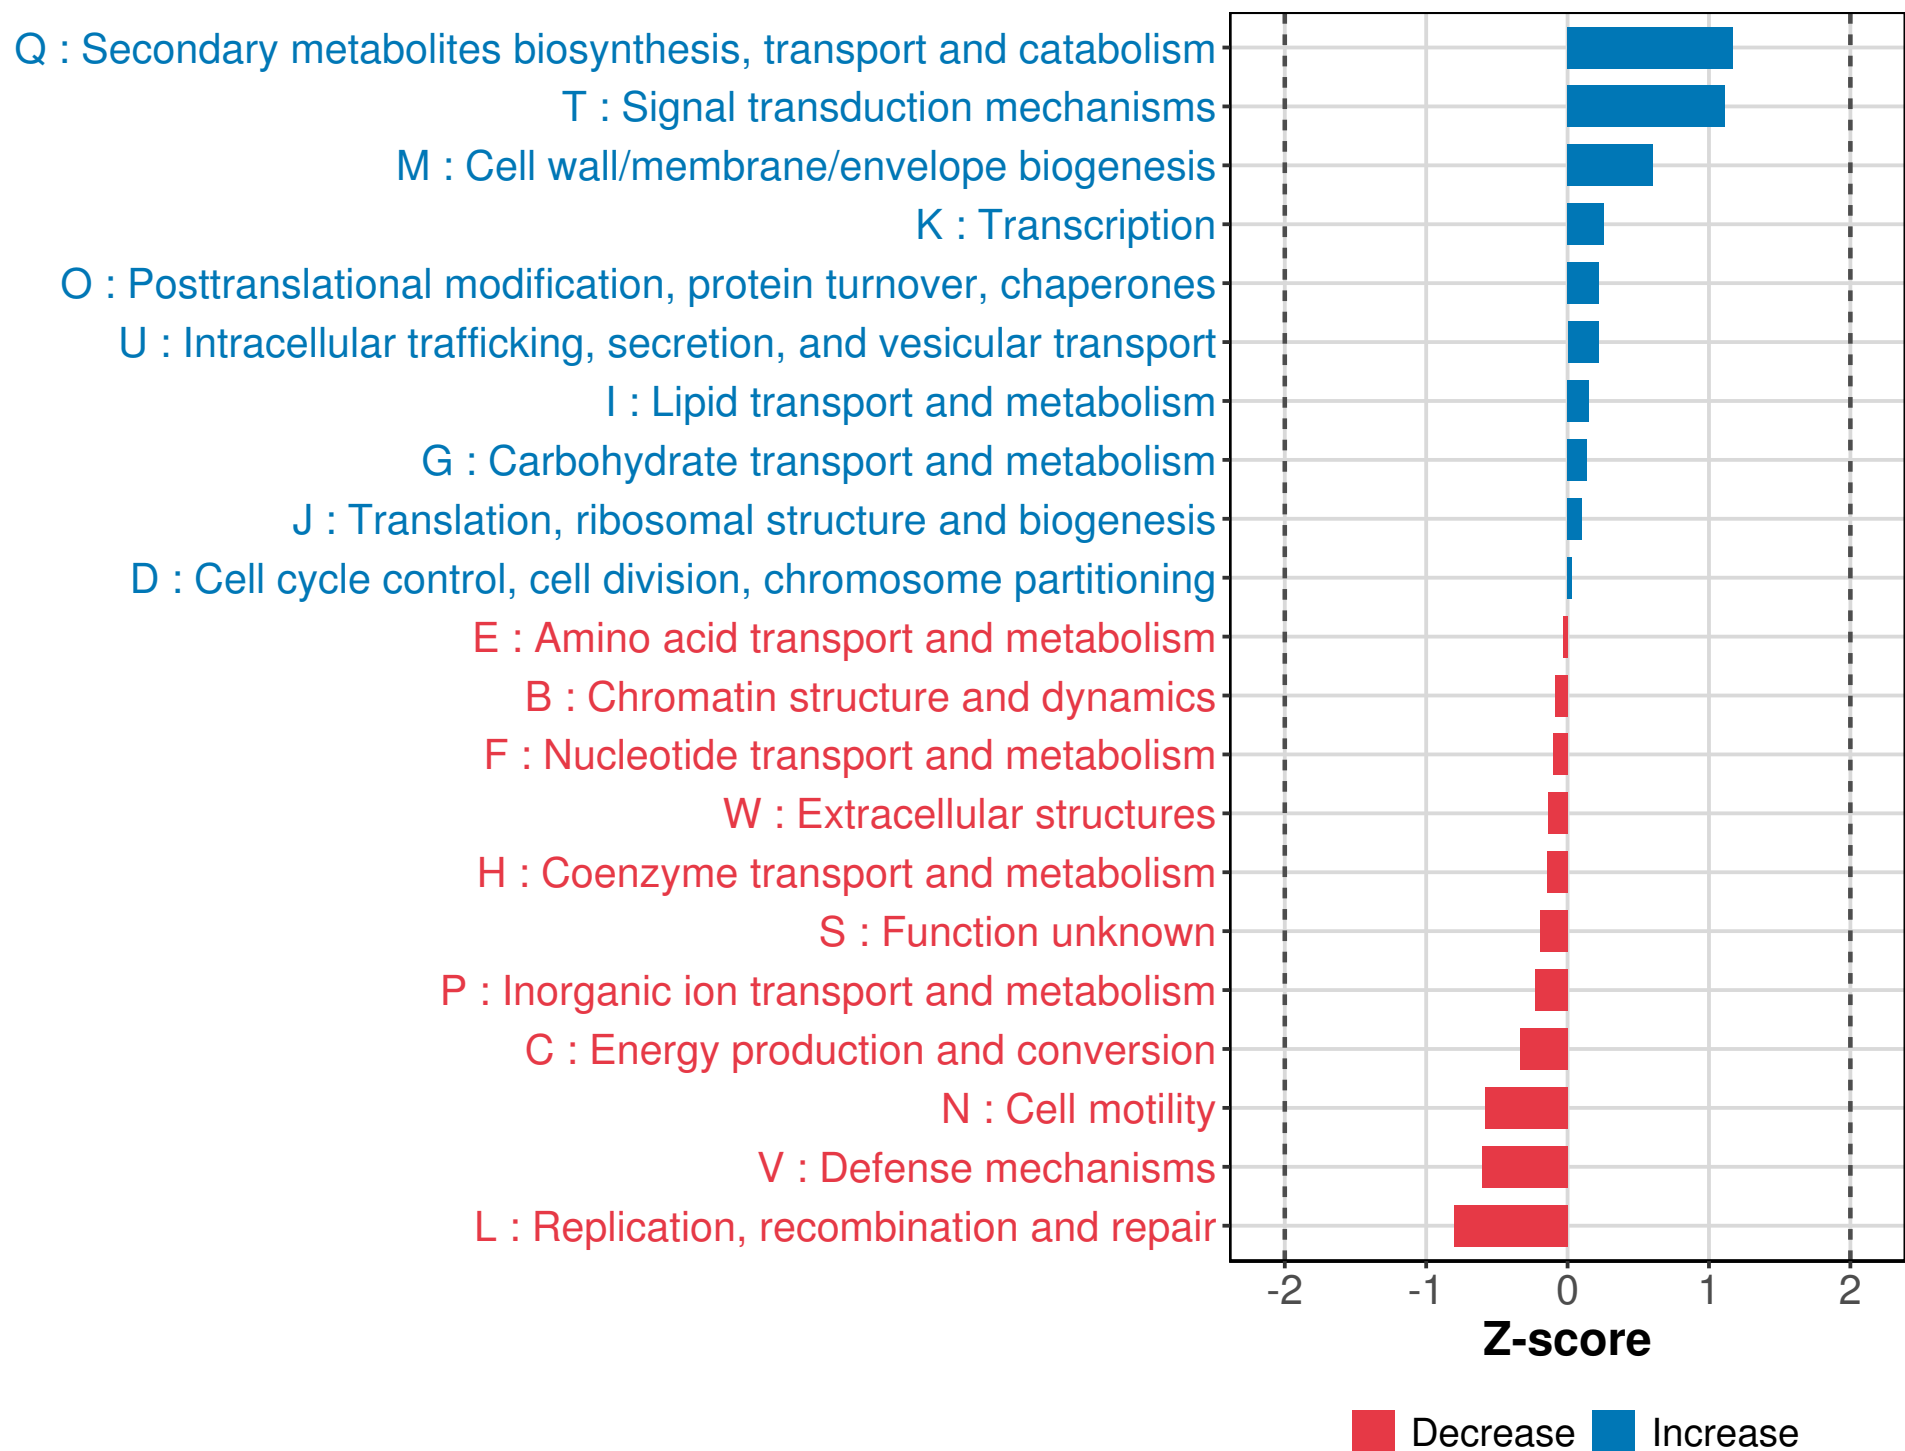 Q : Secondary metabolites biosynthesis, transport and catabolism
T : Signal transduction mechanisms
M : Cell wall/membrane/envelope biogenesis
K : Transcription
O : Posttranslational modification, protein turnover, chaperones
U : Intracellular trafficking, secretion, and vesicular transport
I : Lipid transport and metabolism
G : Carbohydrate transport and metabolism
J : Translation, ribosomal structure and biogenesis
D : Cell cycle control, cell division, chromosome partitioning
E : Amino acid transport and metabolism
B : Chromatin structure and dynamics
F : Nucleotide transport and metabolism
W : Extracellular structures
H : Coenzyme transport and metabolism
S : Function unknown
P : Inorganic ion transport and metabolism
C : Energy production and conversion
N : Cell motility
V : Defense mechanisms
L : Replication, recombination and repair
-2 -1 0 1 2
Z-score
Decrease Increase